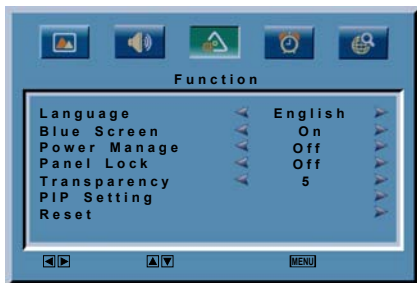 Function
Language English
Blue Screen On
Power Manage Off
Panel Lock Off
Transparency 5
PIP Setting
Reset
MENU